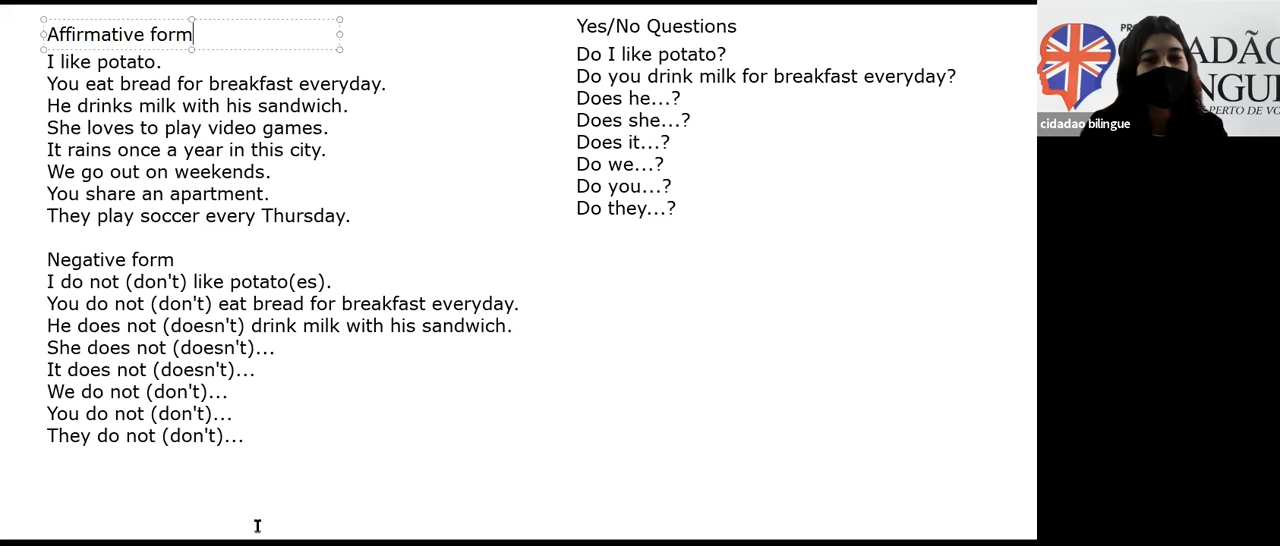 Affirmative form
I like potato.
You eat bread for breakfast everyday.
He drinks milk with his sandwich.
She loves to play video games.
It rains once a year in this city.
We go out on weekends.
You share an apartment.
They play soccer every Thursday.
Negative form
I do not (don't) like potato(es).
You do not (don't) eat bread for breakfast everyday.
He does not (doesn't) drink milk with his sandwich.
She does not (doesn't)...
It does not (doesn't)...
We do not (don't)...
You do not (don't)...
They do not (don't)...
Yes/No Questions
Do I like potato?
Do you drink milk for breakfast everyday?
Does he...?
Does she...?
Does it...?
Do we...?
Do you...?
Do they...?
cidadao bilingue